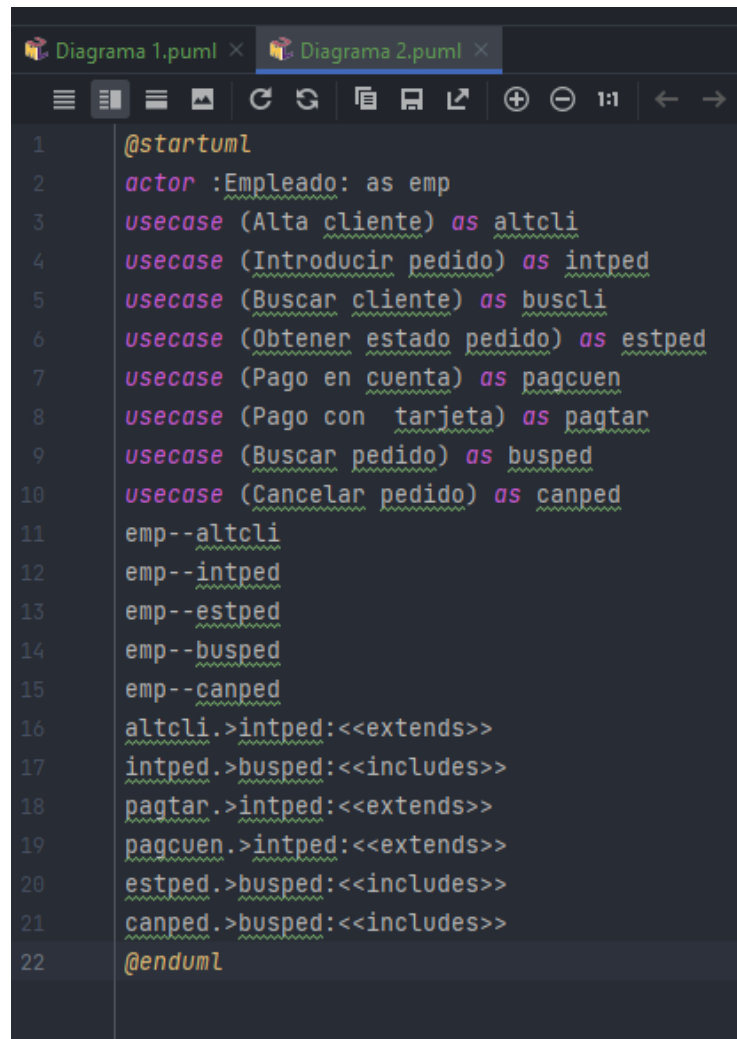 Diagrama 1.puml × Diagrama 2.puml ×
1:1
1 @startuml
2 actor :Empleado: as emp
3 usecase (Alta cliente) as altcli
4 usecase (Introducir pedido) as intped
5 usecase (Buscar cliente) as buscli
6 usecase (Obtener estado pedido) as estped
7 usecase (Pago en cuenta) as pagcuen
8 usecase (Pago con  tarjeta) as pagtar
9 usecase (Buscar pedido) as busped
10 usecase (Cancelar pedido) as canped
11 emp--altcli
12 emp--intped
13 emp--estped
14 emp--busped
15 emp--canped
16 altcli.>intped:<<extends>>
17 intped.>busped:<<includes>>
18 pagtar.>intped:<<extends>>
19 pagcuen.>intped:<<extends>>
20 estped.>busped:<<includes>>
21 canped.>busped:<<includes>>
22 @enduml